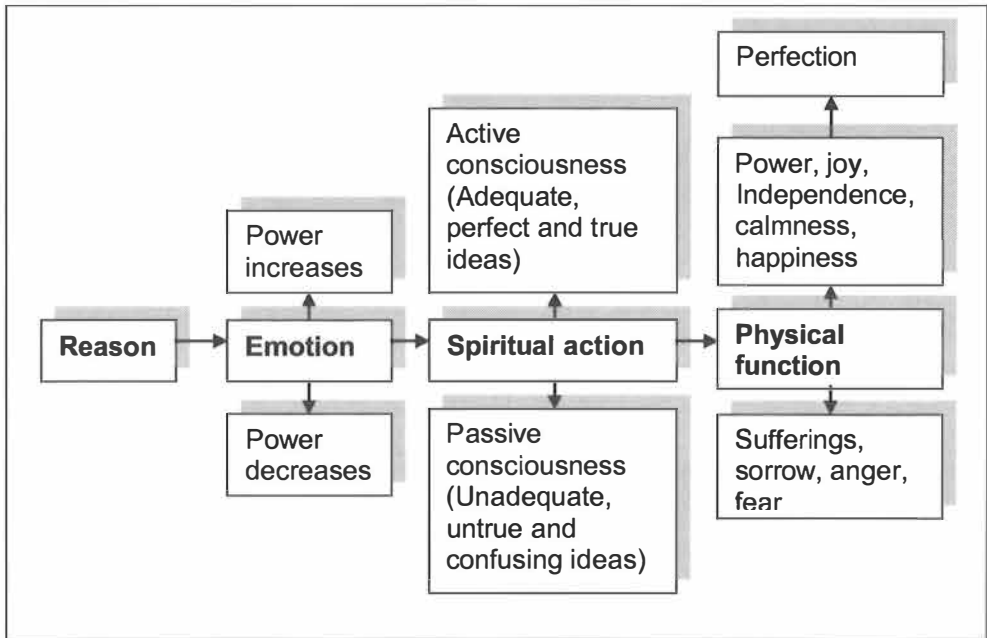 Perfection
Active
consciousness
(Adequate,
perfect and true
ideas)
Power, joy,
Independence,
calmness,
happiness
Power
increases
Reason
Emotion
Spiritual action
Physical
function
Power
decreases
Passive
consciousness
(Unadequate,
untrue and
confusing ideas)
Sufferings,
sorrow, anger,
fear